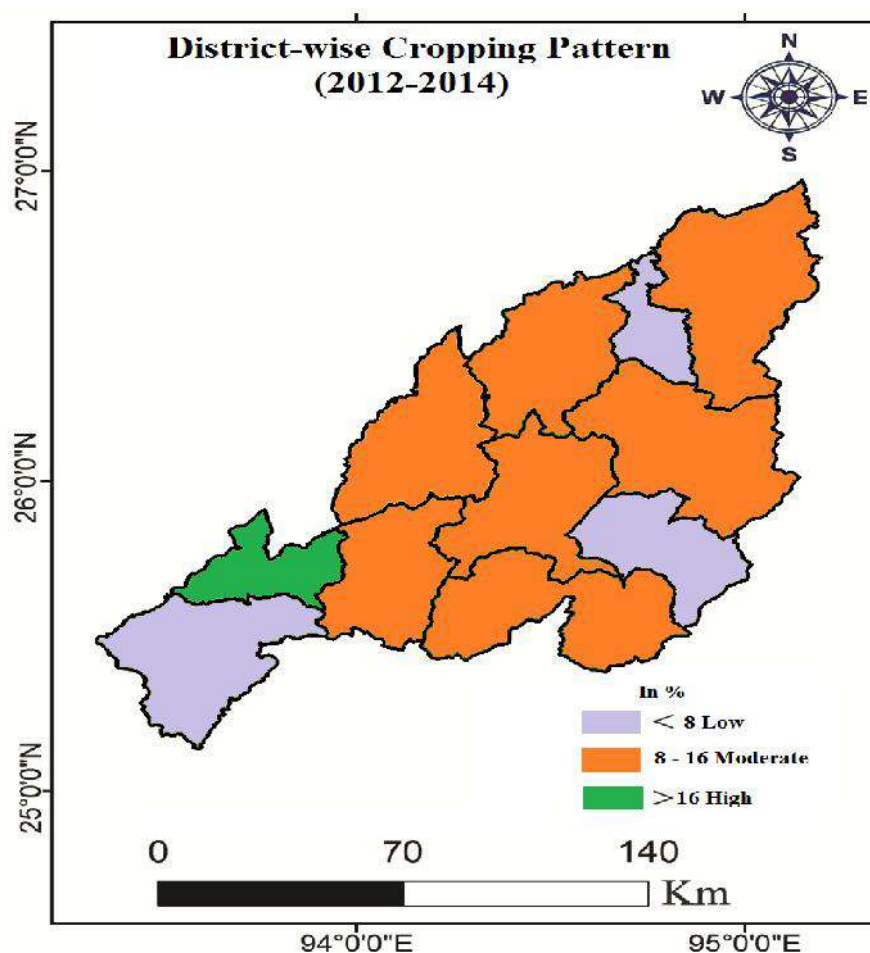 District-wise Cropping Pattern
(2012-2014)
N
W E
S
27°0'0"N
26°0'0"N
25°0'0"N
In %
< 8 Low
8 - 16 Moderate
>16 High
0 70 140
Km
94°0'0"E 95°0'0"E